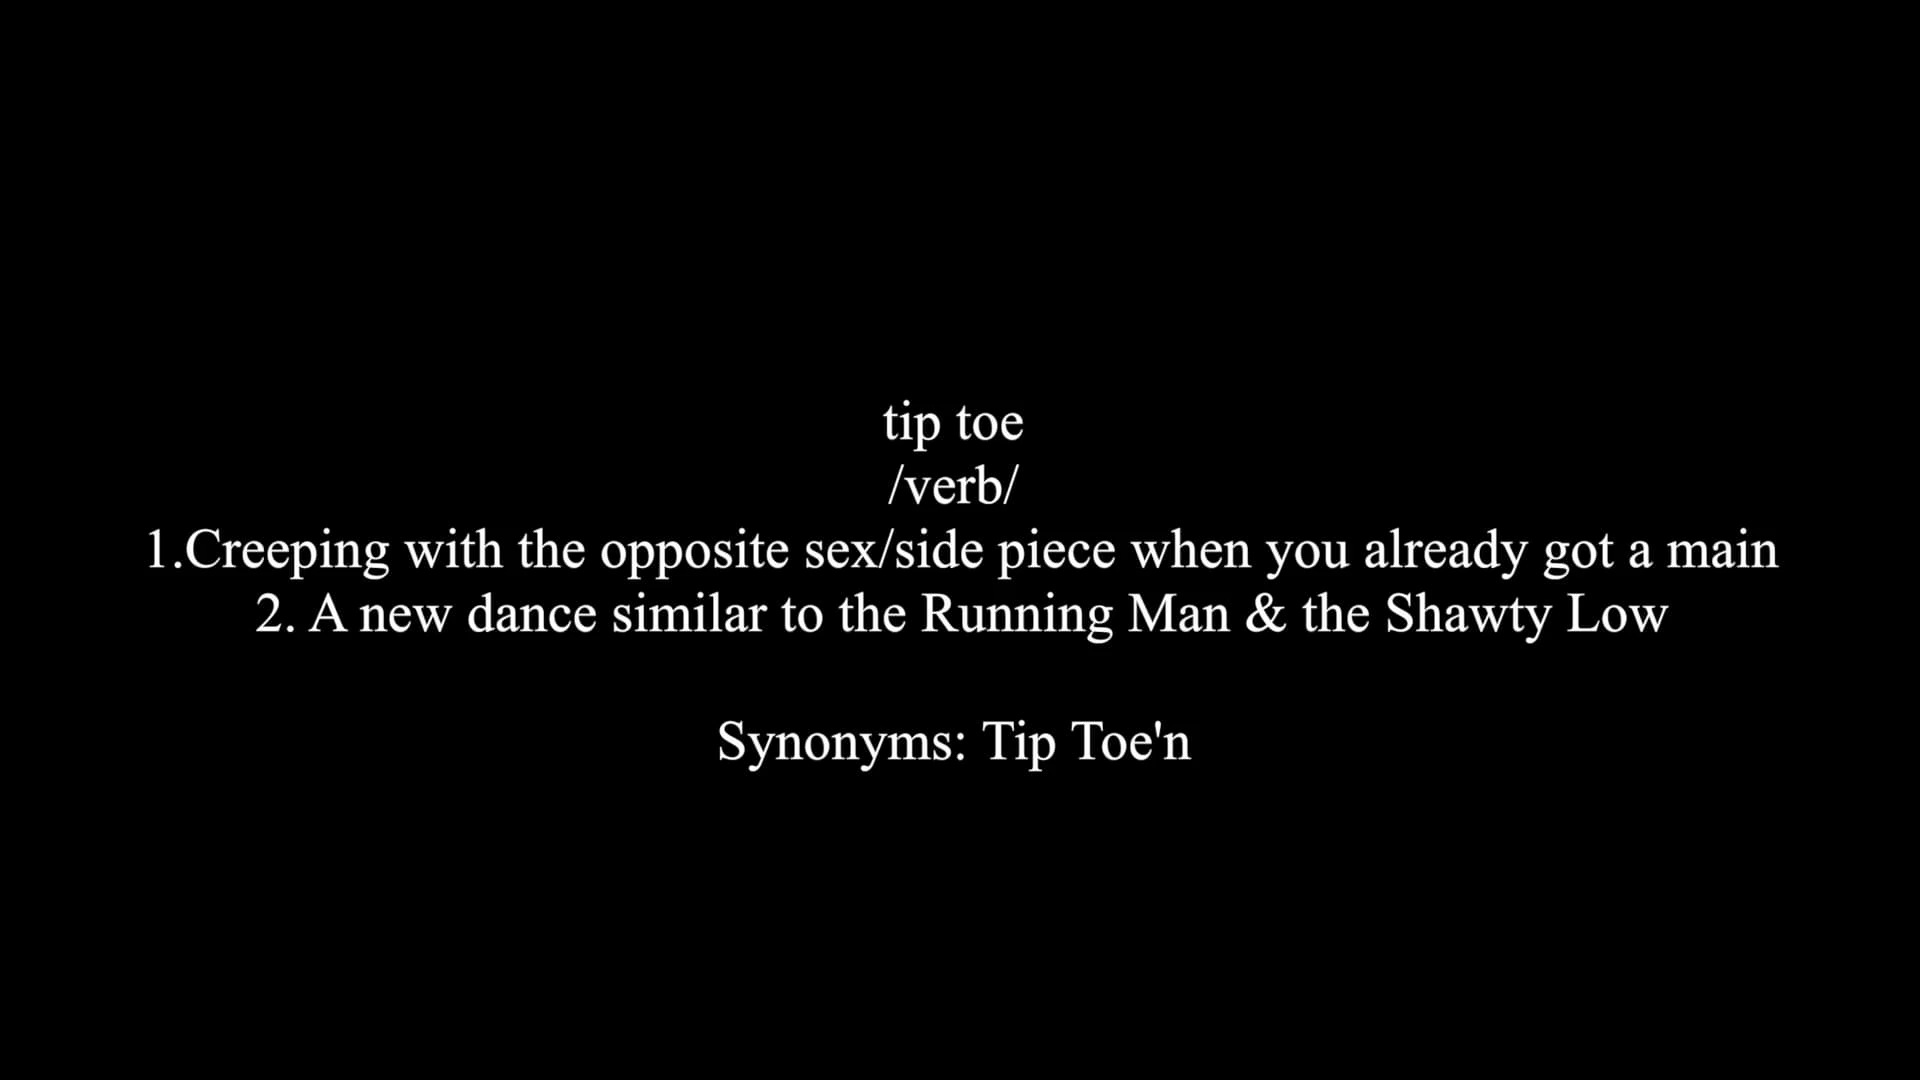 tip toe
/verb/
1.Creeping with the opposite sex/side piece when you already got a main
2. A new dance similar to the Running Man & the Shawty Low
Synonyms: Tip Toe'n